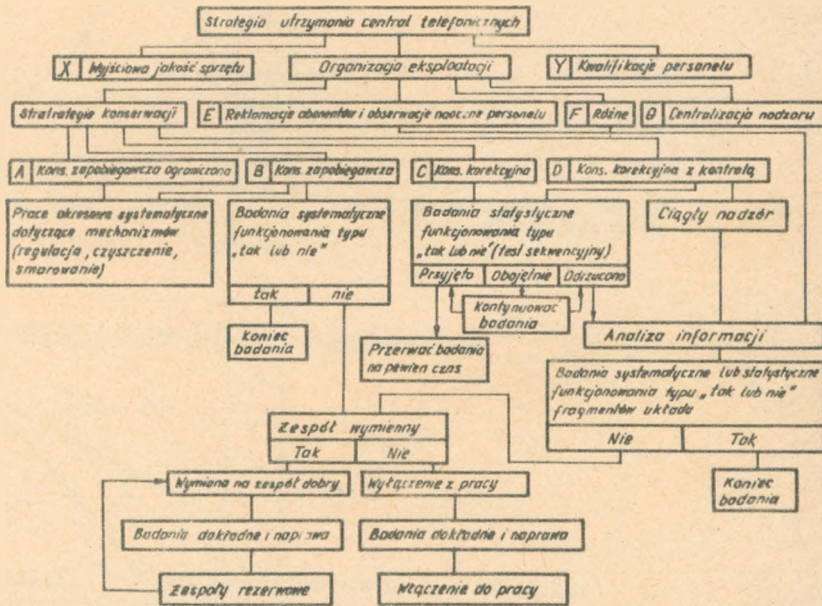 Strategia utrzymania central telefonicznych
X Wyjściowa jakość sprzętu
Organizacja eksploatacji
Y Kwalifikacje personelu
Stratrategie konserwacji
E Reklamacje abonentów i obserwacje naoczne personelu
F Różne
G Centralizacja nadzoru
A Kons. zapobiegawcza ograniczona
B Kons. zapobiegawcza
C Kons. korekcyjna
D Kons. korekcyjna z kontrolą
Prace okresowe systematyczne
dotyczące mechanizmów
(regulacja, czyszczenie,
smarowanie)
Badania systematyczne
funkcjonowania typu
„tak lub nie"
tak nie
Koniec
badania
Badania statystyczne
funkcjonowania typu
„tak lub nie" (test sekwencyjny)
Przyjęto Obojętnie Odrzucono
Kontynuować
badania
Przerwać badania
na pewien czas
Ciągły nadzór
Analiza informacji
Badania systematyczne lub statystyczne
funkcjonowania typu „tak lub nie"
fragmentów układu
Nie Tak
Koniec
badania
Zespół wymienny
Tak Nie
Wymiana na zespół dobry
Wyłączenie z pracy
Badania dokładne i naprawa
Badania dokładne i naprawa
Zespoły rezerwowe
Włączenie do pracy